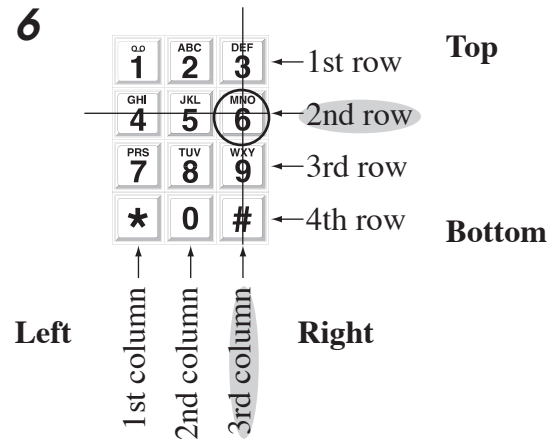 6
Top
1 ABC 2 DEF 3 1st row
GHI 4 JKL 5 MNO 6 2nd row
PRS 7 TUV 8 WXY 9 3rd row
* 0 # 4th row
Bottom
Left
Right
1st column
2nd column
3rd column